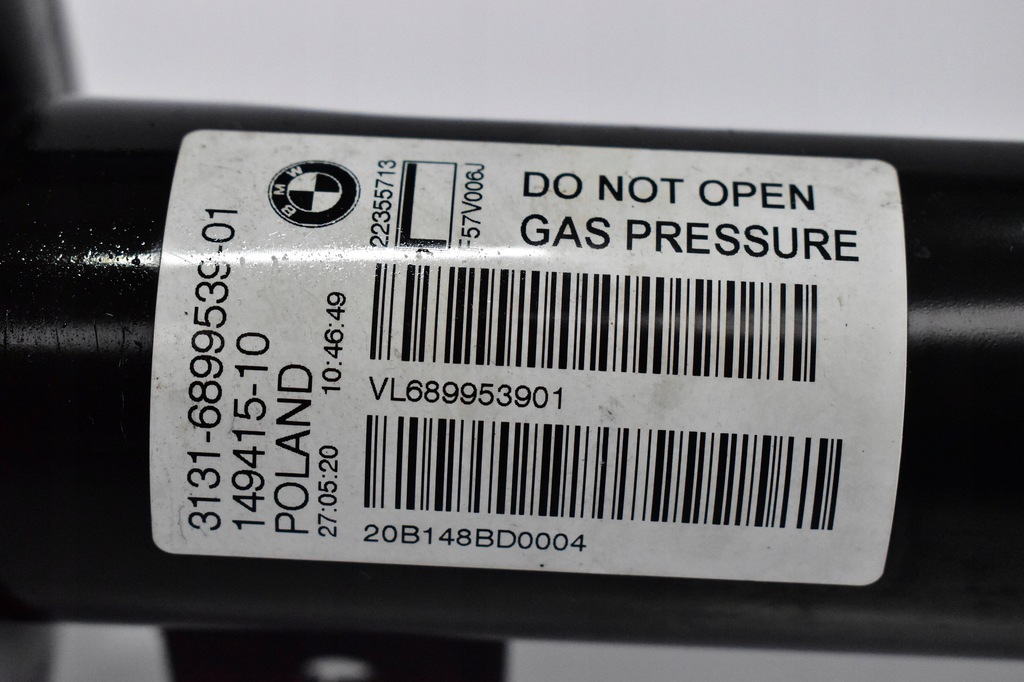 BMW
22355713
F57V006J
DO NOT OPEN
GAS PRESSURE
3131-6899539-01
149415-10
POLAND
27:05:20 10:46:49
VL689953901
20B148BD0004